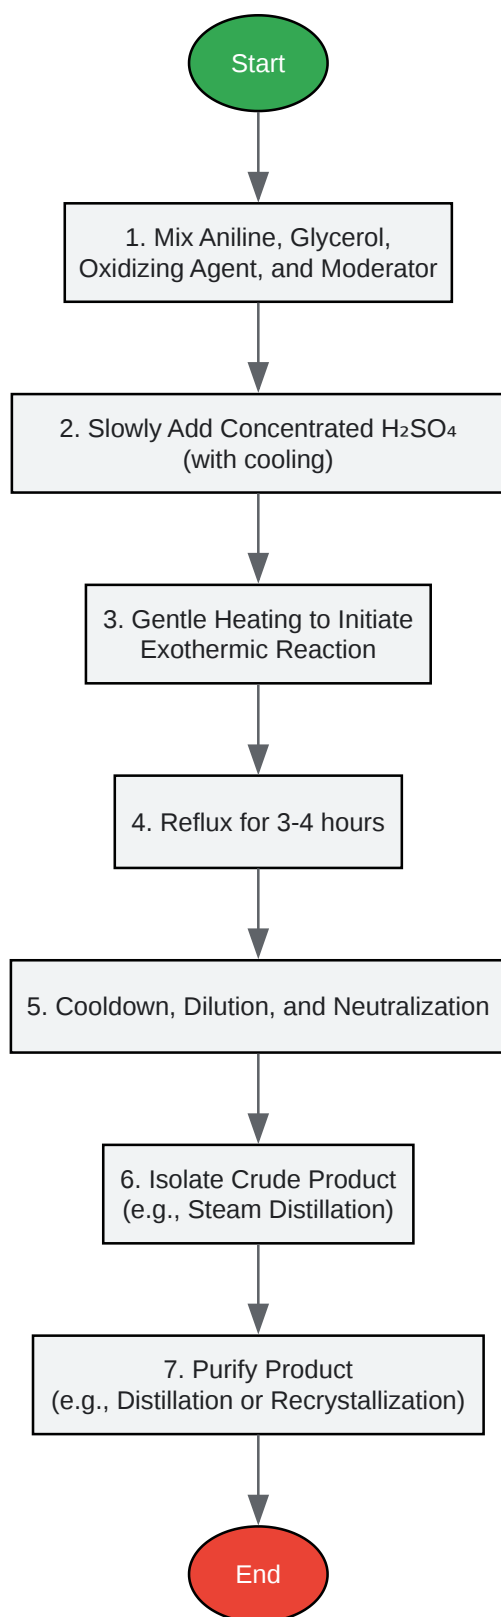 Start
1. Mix Aniline, Glycerol,
Oxidizing Agent, and Moderator
2. Slowly Add Concentrated H₂SO₄
(with cooling)
3. Gentle Heating to Initiate
Exothermic Reaction
4. Reflux for 3-4 hours
5. Cooldown, Dilution, and Neutralization
6. Isolate Crude Product
(e.g., Steam Distillation)
7. Purify Product
(e.g., Distillation or Recrystallization)
End